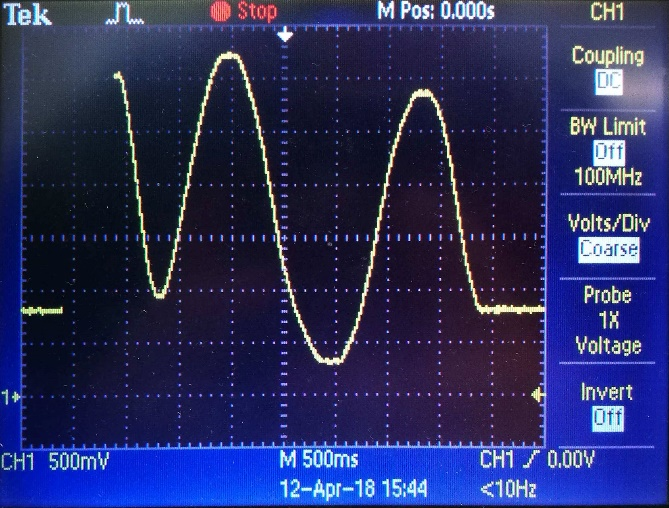 Tek Stop M Pos: 0.000s CH1
Coupling
DC
BW Limit
Off
100MHz
Volts/Div
Coarse
Probe
1X
Voltage
Invert
Off
1
CH1 500mV M 500ms CH1 0.00V
12-Apr-18 15:44 <10Hz